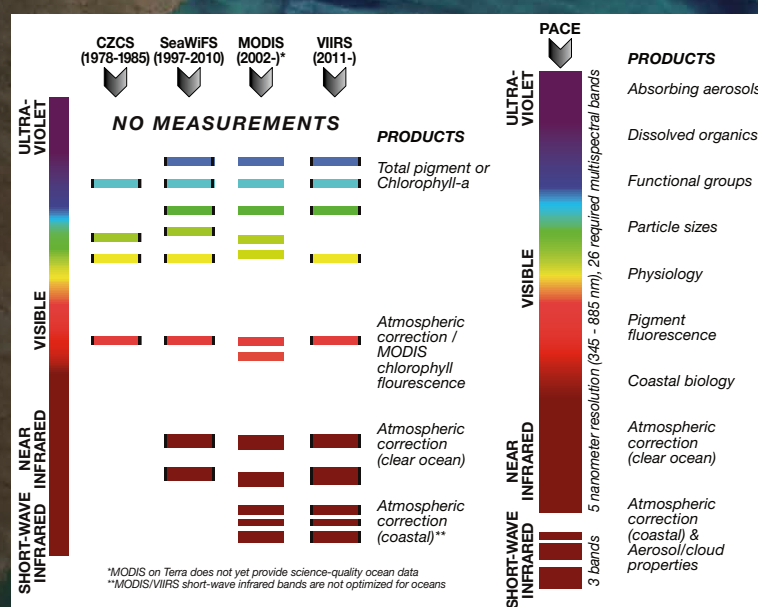 CZCS
(1978-1985)
SeaWiFS
(1997-2010)
MODIS
(2002-)*
VIIRS
(2011-)
ULTRA-
VIOLET
VISIBLE
NEAR
INFRARED
SHORT-WAVE
INFRARED
NO MEASUREMENTS
PRODUCTS
Total pigment or
Chlorophyll-a
Atmospheric
correction /
MODIS
chlorophyll
flourescence
Atmospheric
correction
(clear ocean)
Atmospheric
correction
(coastal)**
*MODIS on Terra does not yet provide science-quality ocean data
**MODIS/VIIRS short-wave infrared bands are not optimized for oceans
PACE
ULTRA-
VIOLET
VISIBLE
NEAR
INFRARED
SHORT-WAVE
INFRARED
5 nanometer resolution (345 - 885 nm), 26 required multispectral bands
3 bands
PRODUCTS
Absorbing aerosols
Dissolved organics
Functional groups
Particle sizes
Physiology
Pigment
fluorescence
Coastal biology
Atmospheric
correction
(clear ocean)
Atmospheric
correction
(coastal) &
Aerosol/cloud
properties